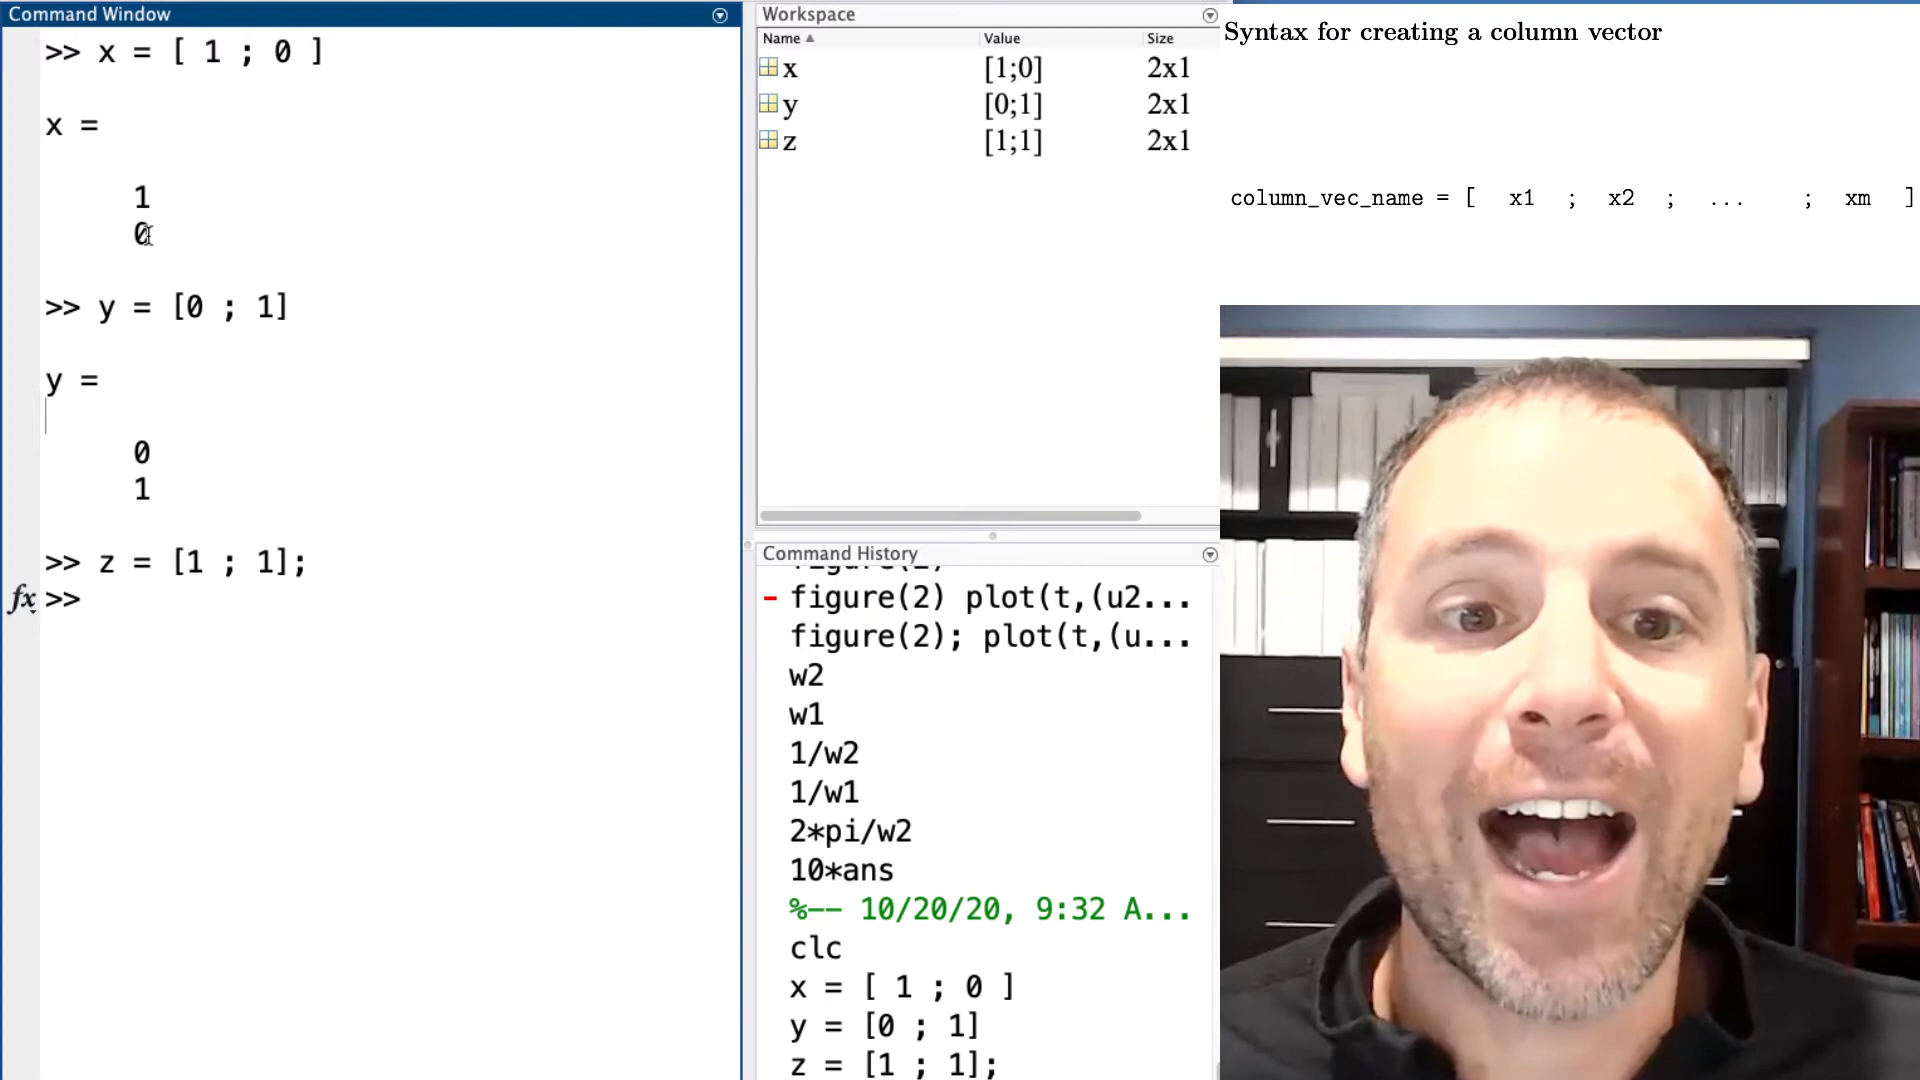 Command Window
>> x = [ 1 ; 0 ]
x =
1
0
>> y = [0 ; 1]
y =
0
1
>> z = [1 ; 1];
fx >>
Workspace
Name Value Size
x [1;0] 2x1
y [0;1] 2x1
z [1;1] 2x1
Command History
figure(2)
figure(2) plot(t,(u2...
figure(2); plot(t,(u...
w2
w1
1/w2
1/w1
2*pi/w2
10*ans
%-- 10/20/20, 9:32 A...
clc
x = [ 1 ; 0 ]
y = [0 ; 1]
z = [1 ; 1];
Syntax for creating a column vector
column_vec_name = [ x1 ; x2 ; ... ; xm ]